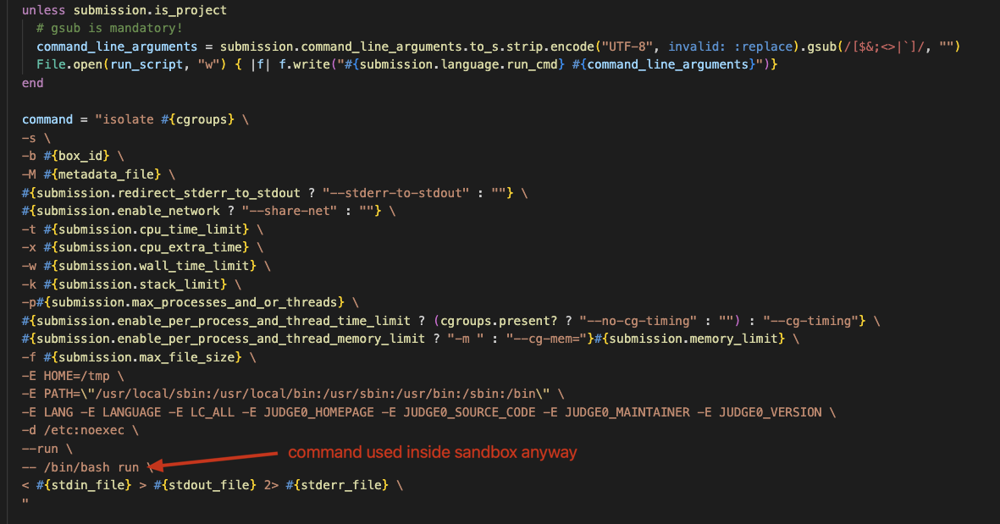 unless submission.is_project
# gsub is mandatory!
command_line_arguments = submission.command_line_arguments.to_s.strip.encode("UTF-8", invalid: :replace).gsub(/[$&;<>|`]/, "")
File.open(run_script, "w") { |f| f.write("#{submission.language.run_cmd} #{command_line_arguments}")}
end
command = "isolate #{cgroups} \
-s \
-b #{box_id} \
-M #{metadata_file} \
#{submission.redirect_stderr_to_stdout ? "--stderr-to-stdout" : ""} \
#{submission.enable_network ? "--share-net" : ""} \
-t #{submission.cpu_time_limit} \
-x #{submission.cpu_extra_time} \
-w #{submission.wall_time_limit} \
-k #{submission.stack_limit} \
-p#{submission.max_processes_and_or_threads} \
#{submission.enable_per_process_and_thread_time_limit ? (cgroups.present? ? "--no-cg-timing" : "") : "--cg-timing"} \
#{submission.enable_per_process_and_thread_memory_limit ? "-m " : "--cg-mem="}#{submission.memory_limit} \
-f #{submission.max_file_size} \
-E HOME=/tmp \
-E PATH=\"/usr/local/sbin:/usr/local/bin:/usr/sbin:/usr/bin:/sbin:/bin\" \
-E LANG -E LANGUAGE -E LC_ALL -E JUDGE0_HOMEPAGE -E JUDGE0_SOURCE_CODE -E JUDGE0_MAINTAINER -E JUDGE0_VERSION \
-d /etc:noexec \
--run \
command used inside sandbox anyway
-- /bin/bash run \
< #{stdin_file} > #{stdout_file} 2> #{stderr_file} \
"